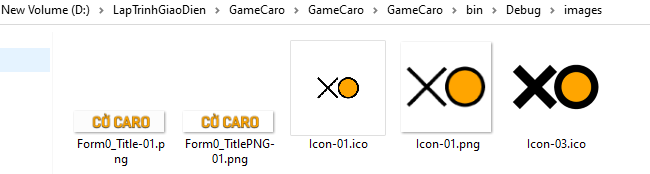 New Volume (D:) › LapTrinhGiaoDien › GameCaro › GameCaro › GameCaro › bin › Debug › images
CỜ CARO
CỜ CARO
Form0_Title-01.p
ng
Form0_TitlePNG-
01.png
Icon-01.ico
Icon-01.png
Icon-03.ico